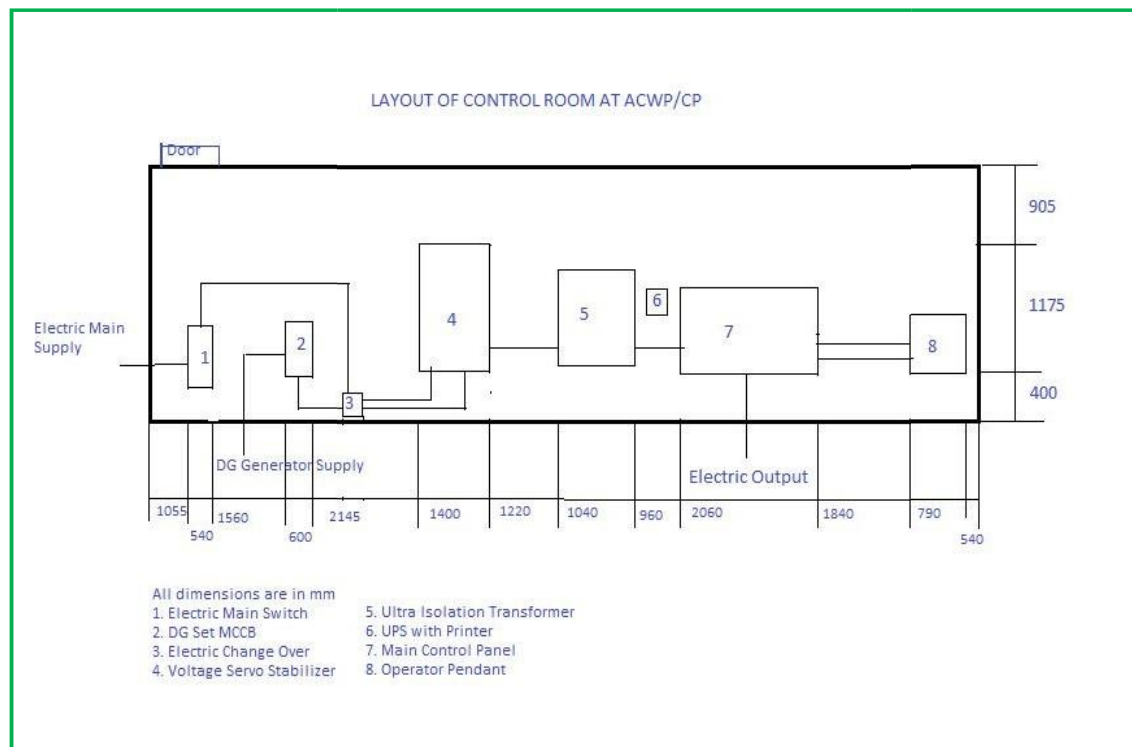 LAYOUT OF CONTROL ROOM AT ACWP/CP
Door
905
1175
400
Electric Main
Supply
1
2
3
4
5
6
7
8
DG Generator Supply
Electric Output
1055
540
1560
600
2145
1400
1220
1040
960
2060
1840
790
540
All dimensions are in mm
1. Electric Main Switch
2. DG Set MCCB
3. Electric Change Over
4. Voltage Servo Stabilizer
5. Ultra Isolation Transformer
6. UPS with Printer
7. Main Control Panel
8. Operator Pendant